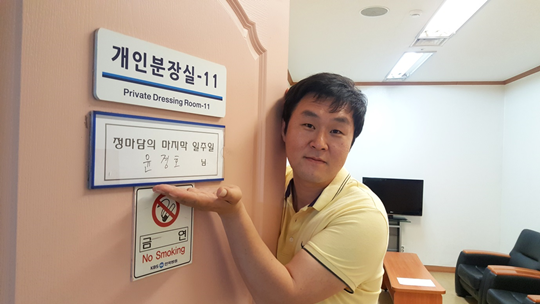 개인분장실-11
Private Dressing Room-11
정마담의 마지막 일주일
윤정호 님
금 연
No Smoking
KBS